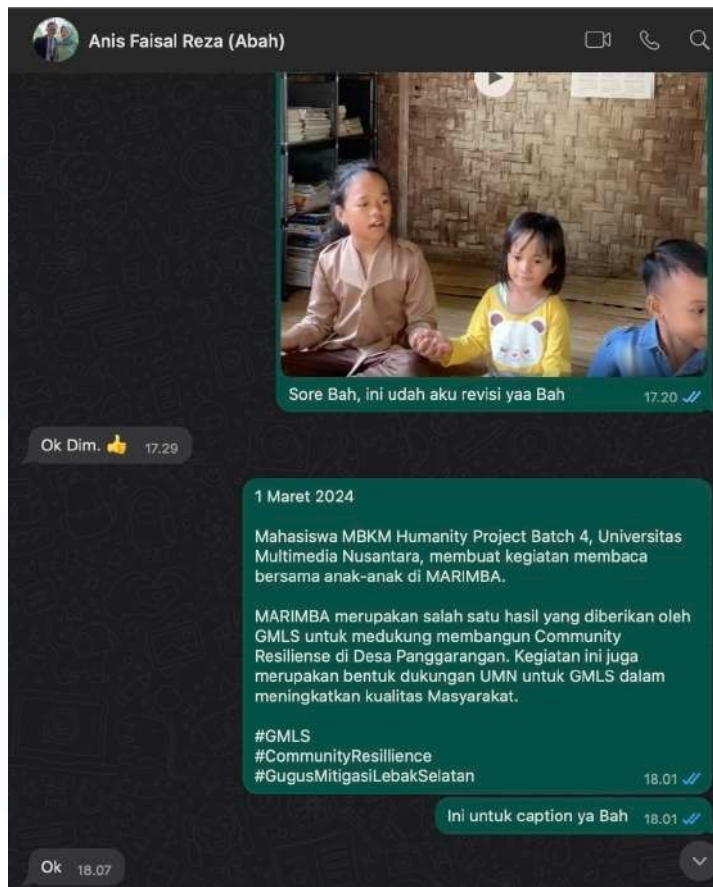 Anis Faisal Reza (Abah)
Sore Bah, ini udah aku revisi yaa Bah
17.20
Ok Dim. 👍 17.29
1 Maret 2024
Mahasiswa MBKM Humanity Project Batch 4, Universitas
Multimedia Nusantara, membuat kegiatan membaca
bersama anak-anak di MARIMBA.
MARIMBA merupakan salah satu hasil yang diberikan oleh
GMLS untuk medukung membangun Community
Resiliense di Desa Panggarangan. Kegiatan ini juga
merupakan bentuk dukungan UMN untuk GMLS dalam
meningkatkan kualitas Masyarakat.
#GMLS
#CommunityResillience
#GugusMitigasiLebakSelatan
18.01
Ini untuk caption ya Bah 18.01
Ok 18.07